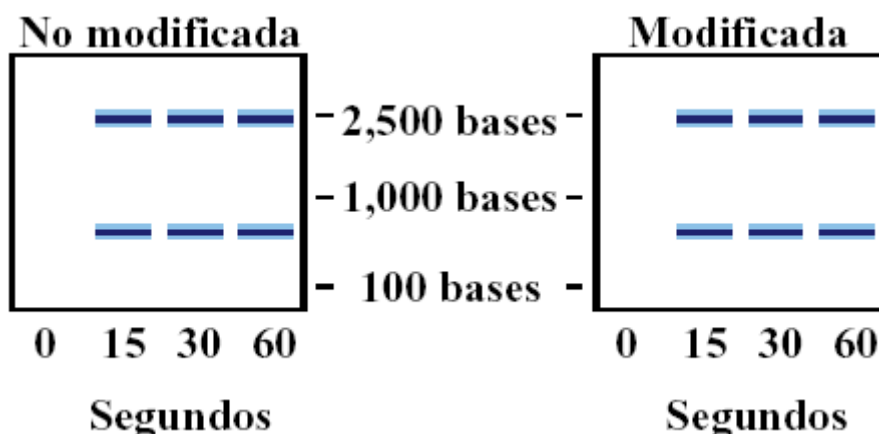 No modificada
Modificada
2,500 bases
1,000 bases
100 bases
0 15 30 60
0 15 30 60
Segundos
Segundos